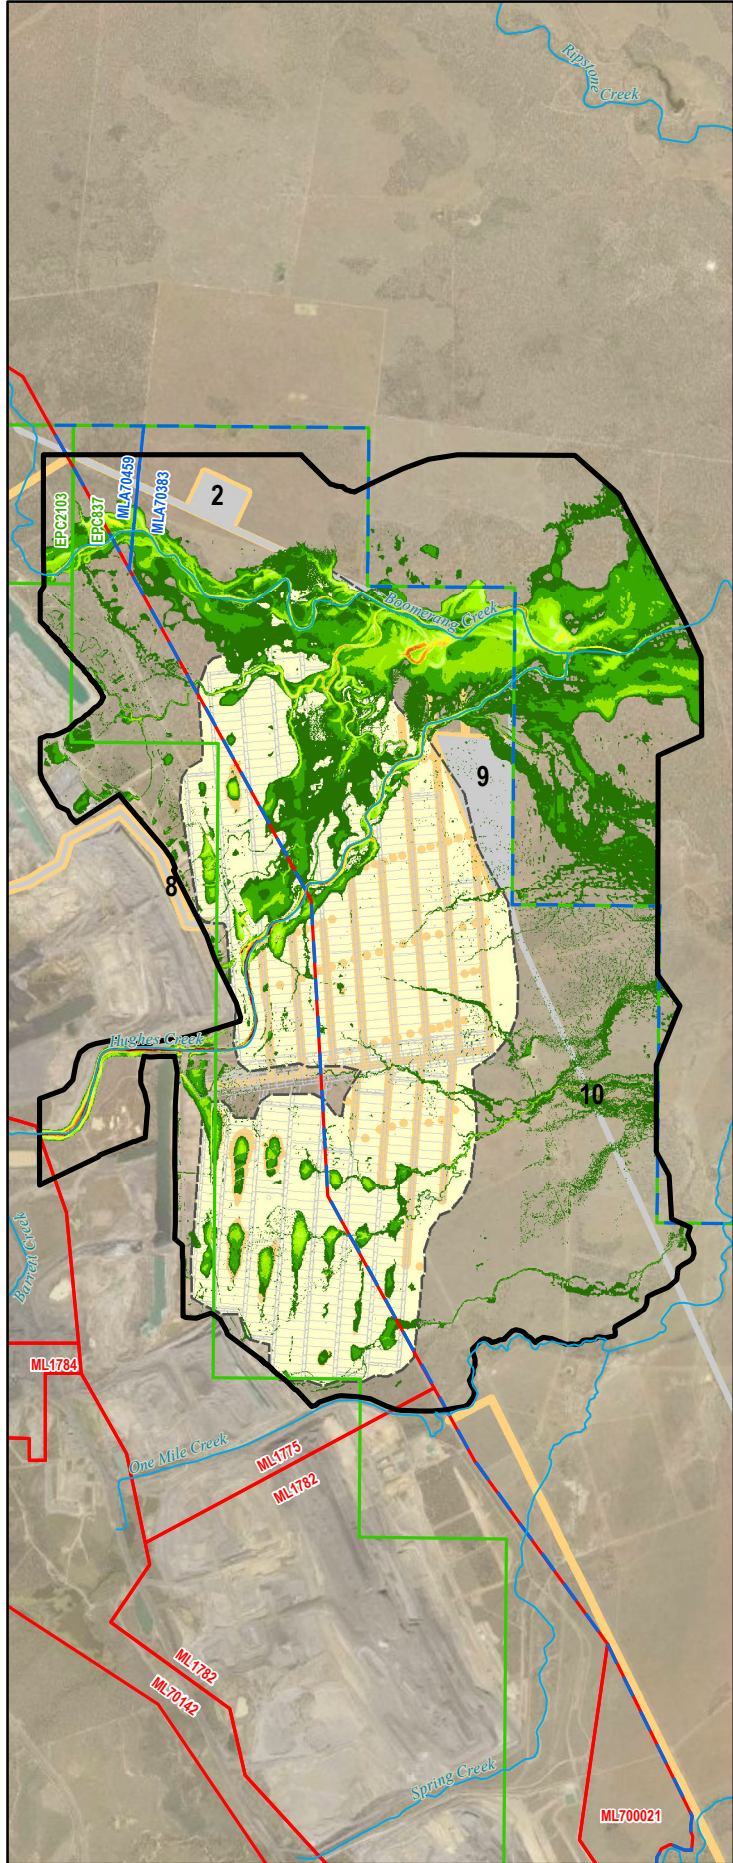 Ripstone
Creek
2
EPC2103
EPC837
MLA70459
MLA70383
Boomerang Creek
9
8
Hughes Creek
10
Barrett Creek
ML1784
One Mile Creek
ML1775
ML1782
ML1782
ML70142
Spring Creek
ML700021